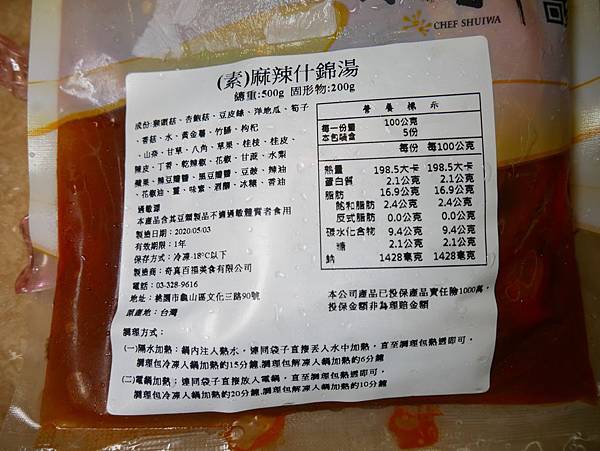 CHEF SHUIWA
(素)麻辣什錦湯
總重:500g 固形物:200g
成份:猴頭菇、杏鮑菇、豆皮絲、洋地瓜、筍子
、香菇、水、黃金薯、竹腸、枸杞
、山奈、甘草、八角、草果、桂枝、桂皮、
陳皮、丁香、乾辣椒、花椒、甘蔗、水梨
蘋果、辣豆瓣醬、黑豆瓣醬、豆豉、辣油
、花椒油、薑、味素、酒釀、冰糖、香油
過敏源
本產品含其豆類製品不適過敏體質者食用
製造日期：2020/05/03
有效期限：1年
保存方式：冷凍-18°C以下
製造商：奇真百福美食有限公司
電話：03-328-9616
地址：桃園市龜山區文化三路90號
原產地：台灣
營養標示
每一份量 100公克
本包裝含 5份
每份 每100公克
熱量 198.5大卡 198.5大卡
蛋白質 2.1公克 2.1公克
脂肪 16.9公克 16.9公克
飽和脂肪 2.4公克 2.4公克
反式脂肪 0.0公克 0.0公克
碳水化合物 9.4公克 9.4公克
糖 2.1公克 2.1公克
鈉 1428毫克 1428毫克
本公司產品已投保產品責任險1000萬，
投保金額非為理賠金額
調理方式：
(一)隔水加熱：鍋內注入熱水，連同袋子直接丟入水中加熱，直至調理包熱透即可，
調理包冷凍入鍋加熱約15分鐘,調理包解凍入鍋加熱約6分鐘
(二)電鍋加熱：連同袋子直接放入電鍋，直至調理包熱透即可，
調理包冷凍入鍋加熱約20分鐘,調理包解凍入鍋加熱約10分鐘